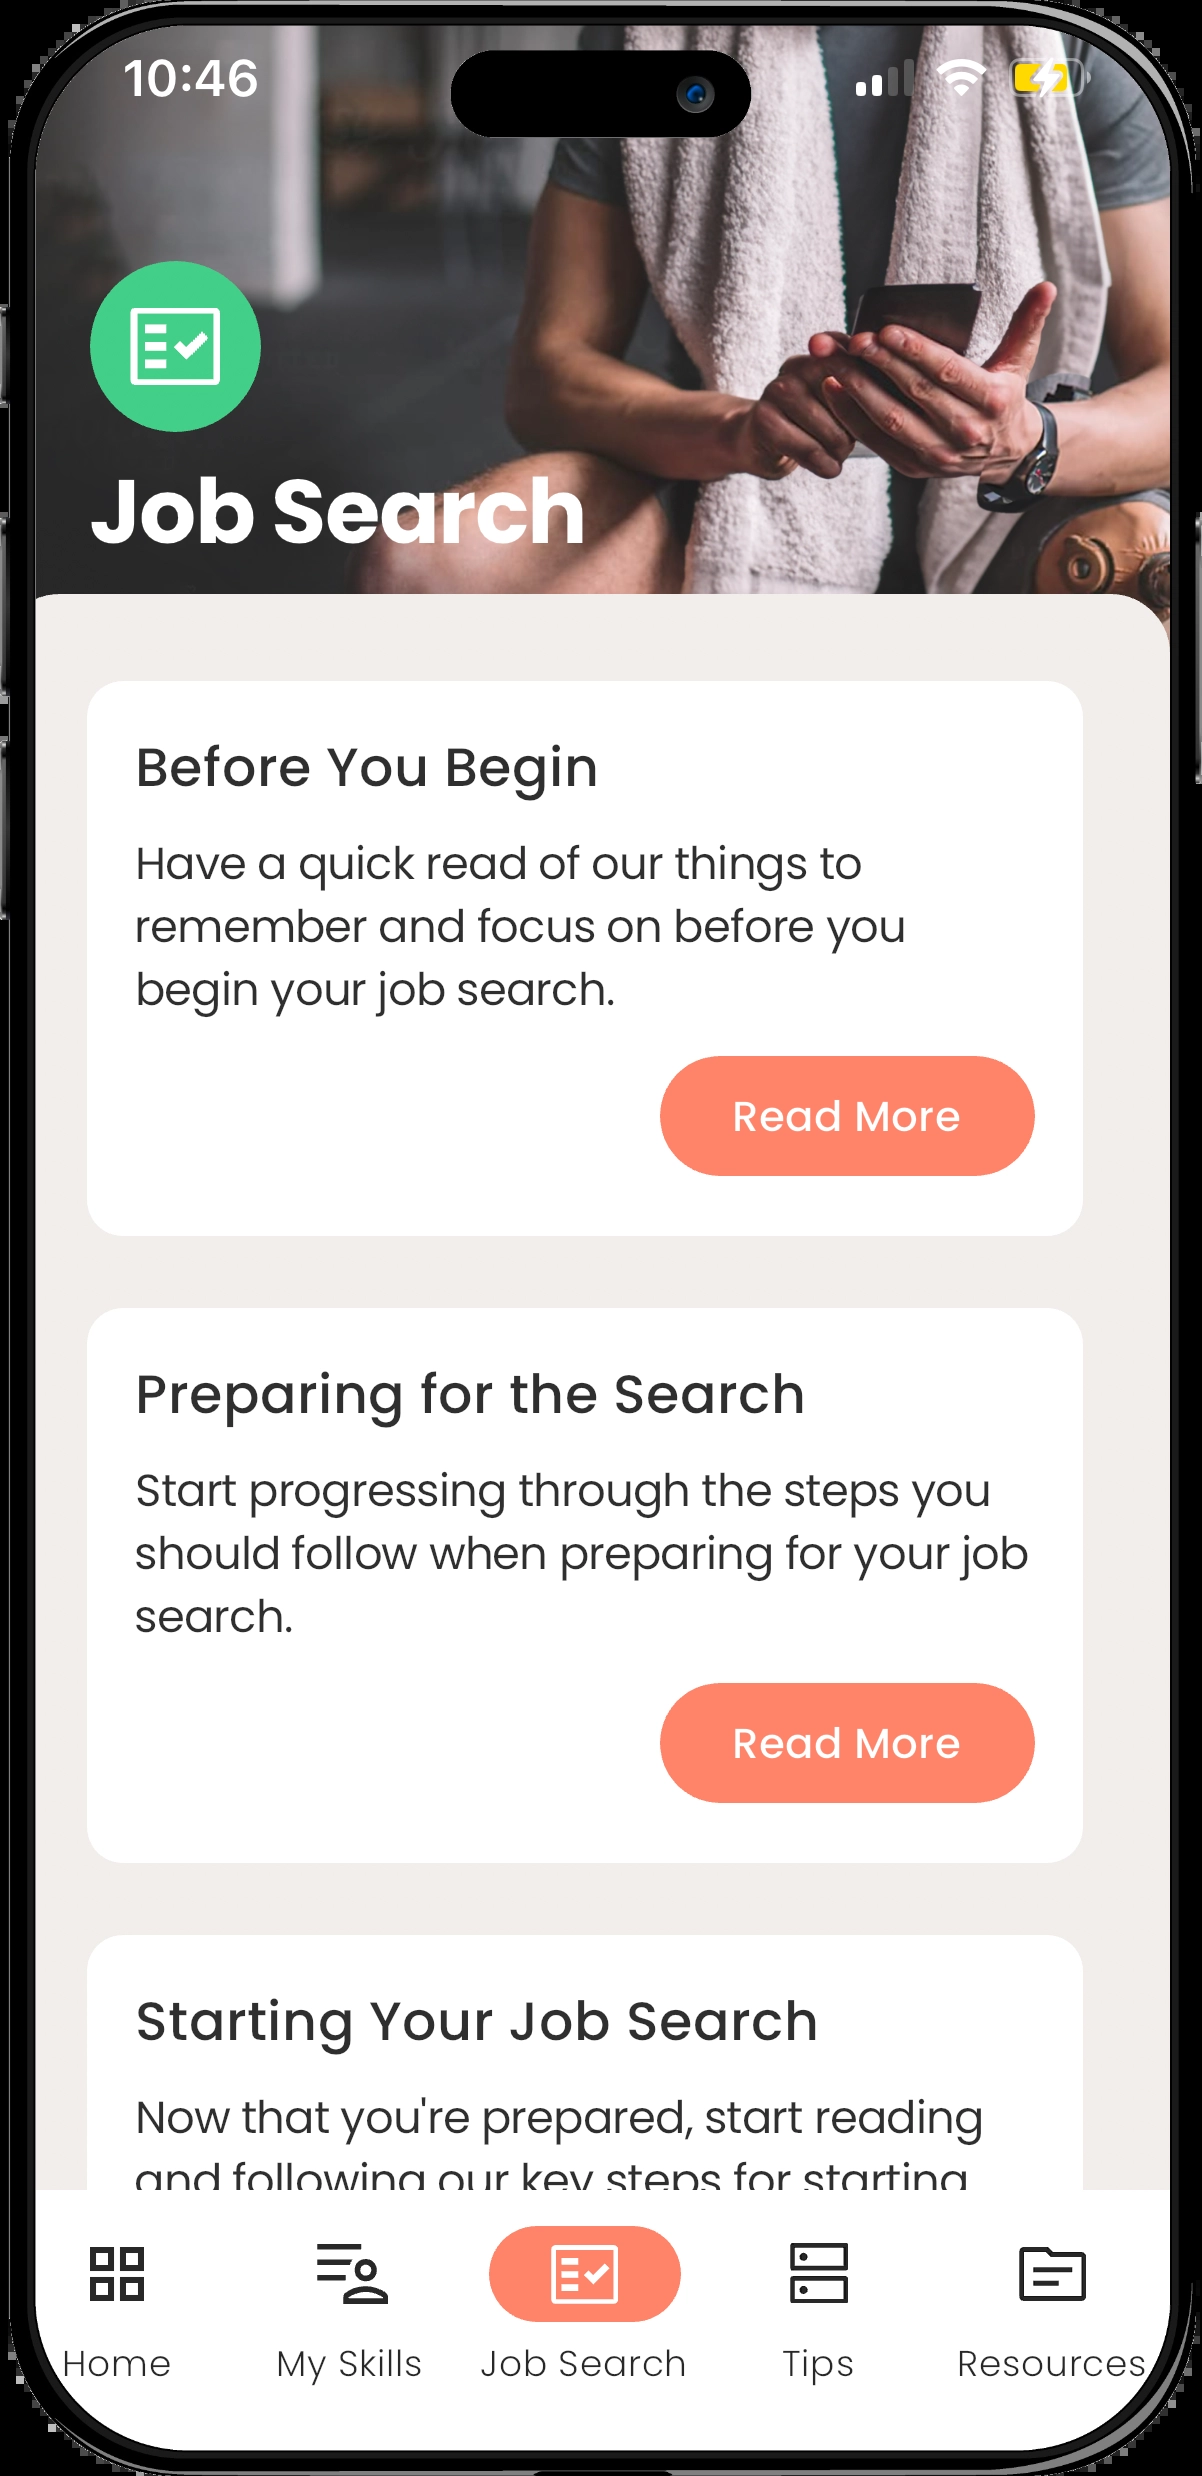 10:46
Job Search
Before You Begin
Have a quick read of our things to
remember and focus on before you
begin your job search.
Read More
Preparing for the Search
Start progressing through the steps you
should follow when preparing for your job
search.
Read More
Starting Your Job Search
Now that you're prepared, start reading
and following our key steps for starting
Home
My Skills
Job Search
Tips
Resources